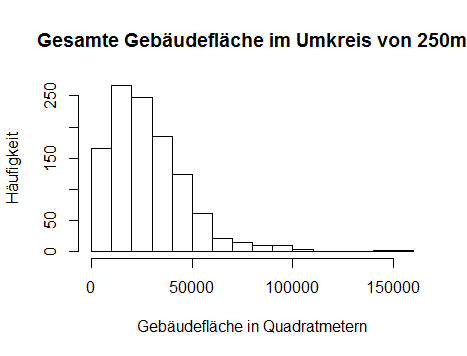 Gesamte Gebäudefläche im Umkreis von 250m
Häufigkeit
250
150
50
0
0
50000
100000
150000
Gebäudefläche in Quadratmetern